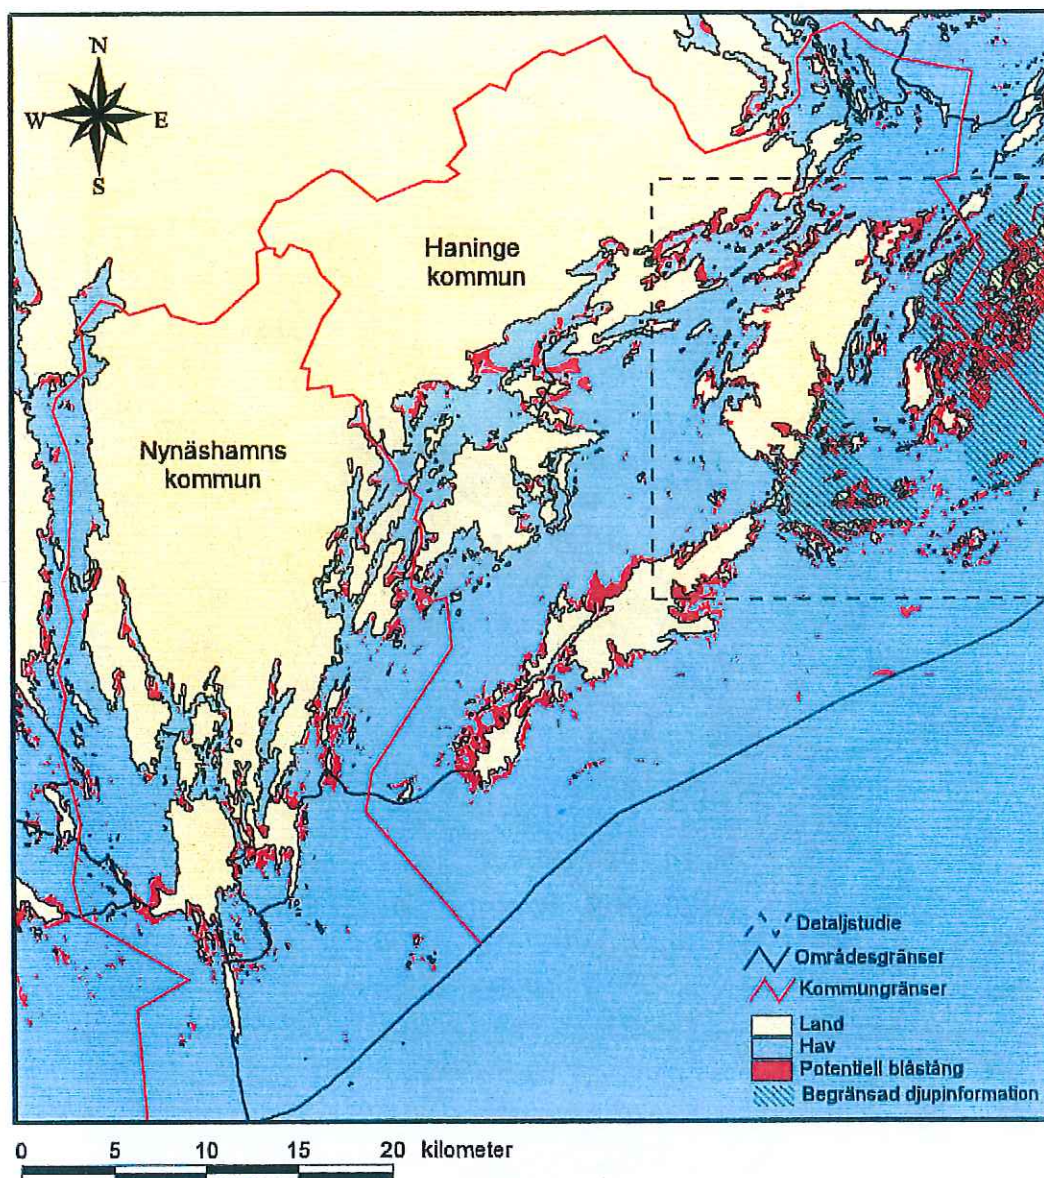 N
W E
S
Haninge
kommun
Nynäshamns
kommun
Detaljstudie
Områdesgränser
Kommungränser
Land
Hav
Potentiell blåstång
Begränsad djupinformation
0 5 10 15 20 kilometer